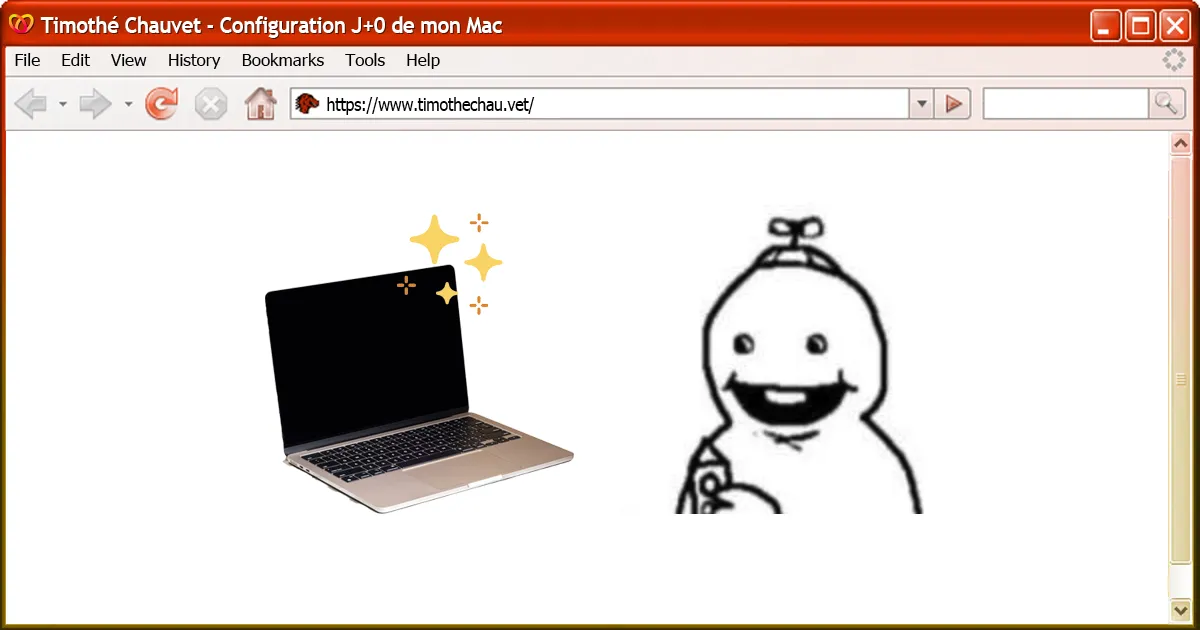 Timothé Chauvet - Configuration J+0 de mon Mac
File Edit View History Bookmarks Tools Help
https://www.timothechau.vet/